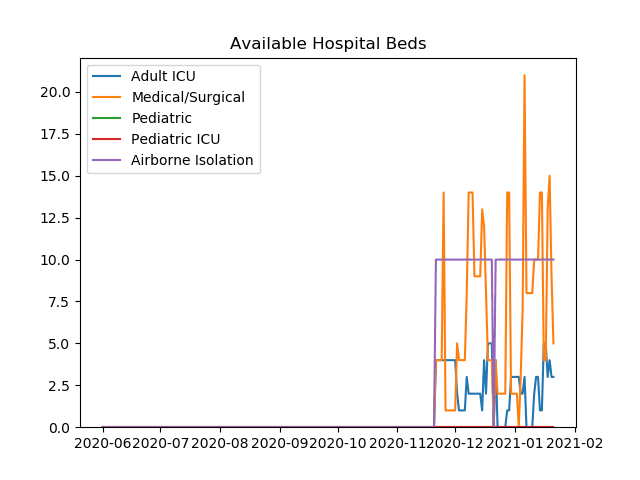 Available Hospital Beds
Adult ICU
Medical/Surgical
Pediatric
Pediatric ICU
Airborne Isolation
20.0
17.5
15.0
12.5
10.0
7.5
5.0
2.5
0.0
2020-06 2020-07 2020-08 2020-09 2020-10 2020-11 2020-12 2021-01 2021-02